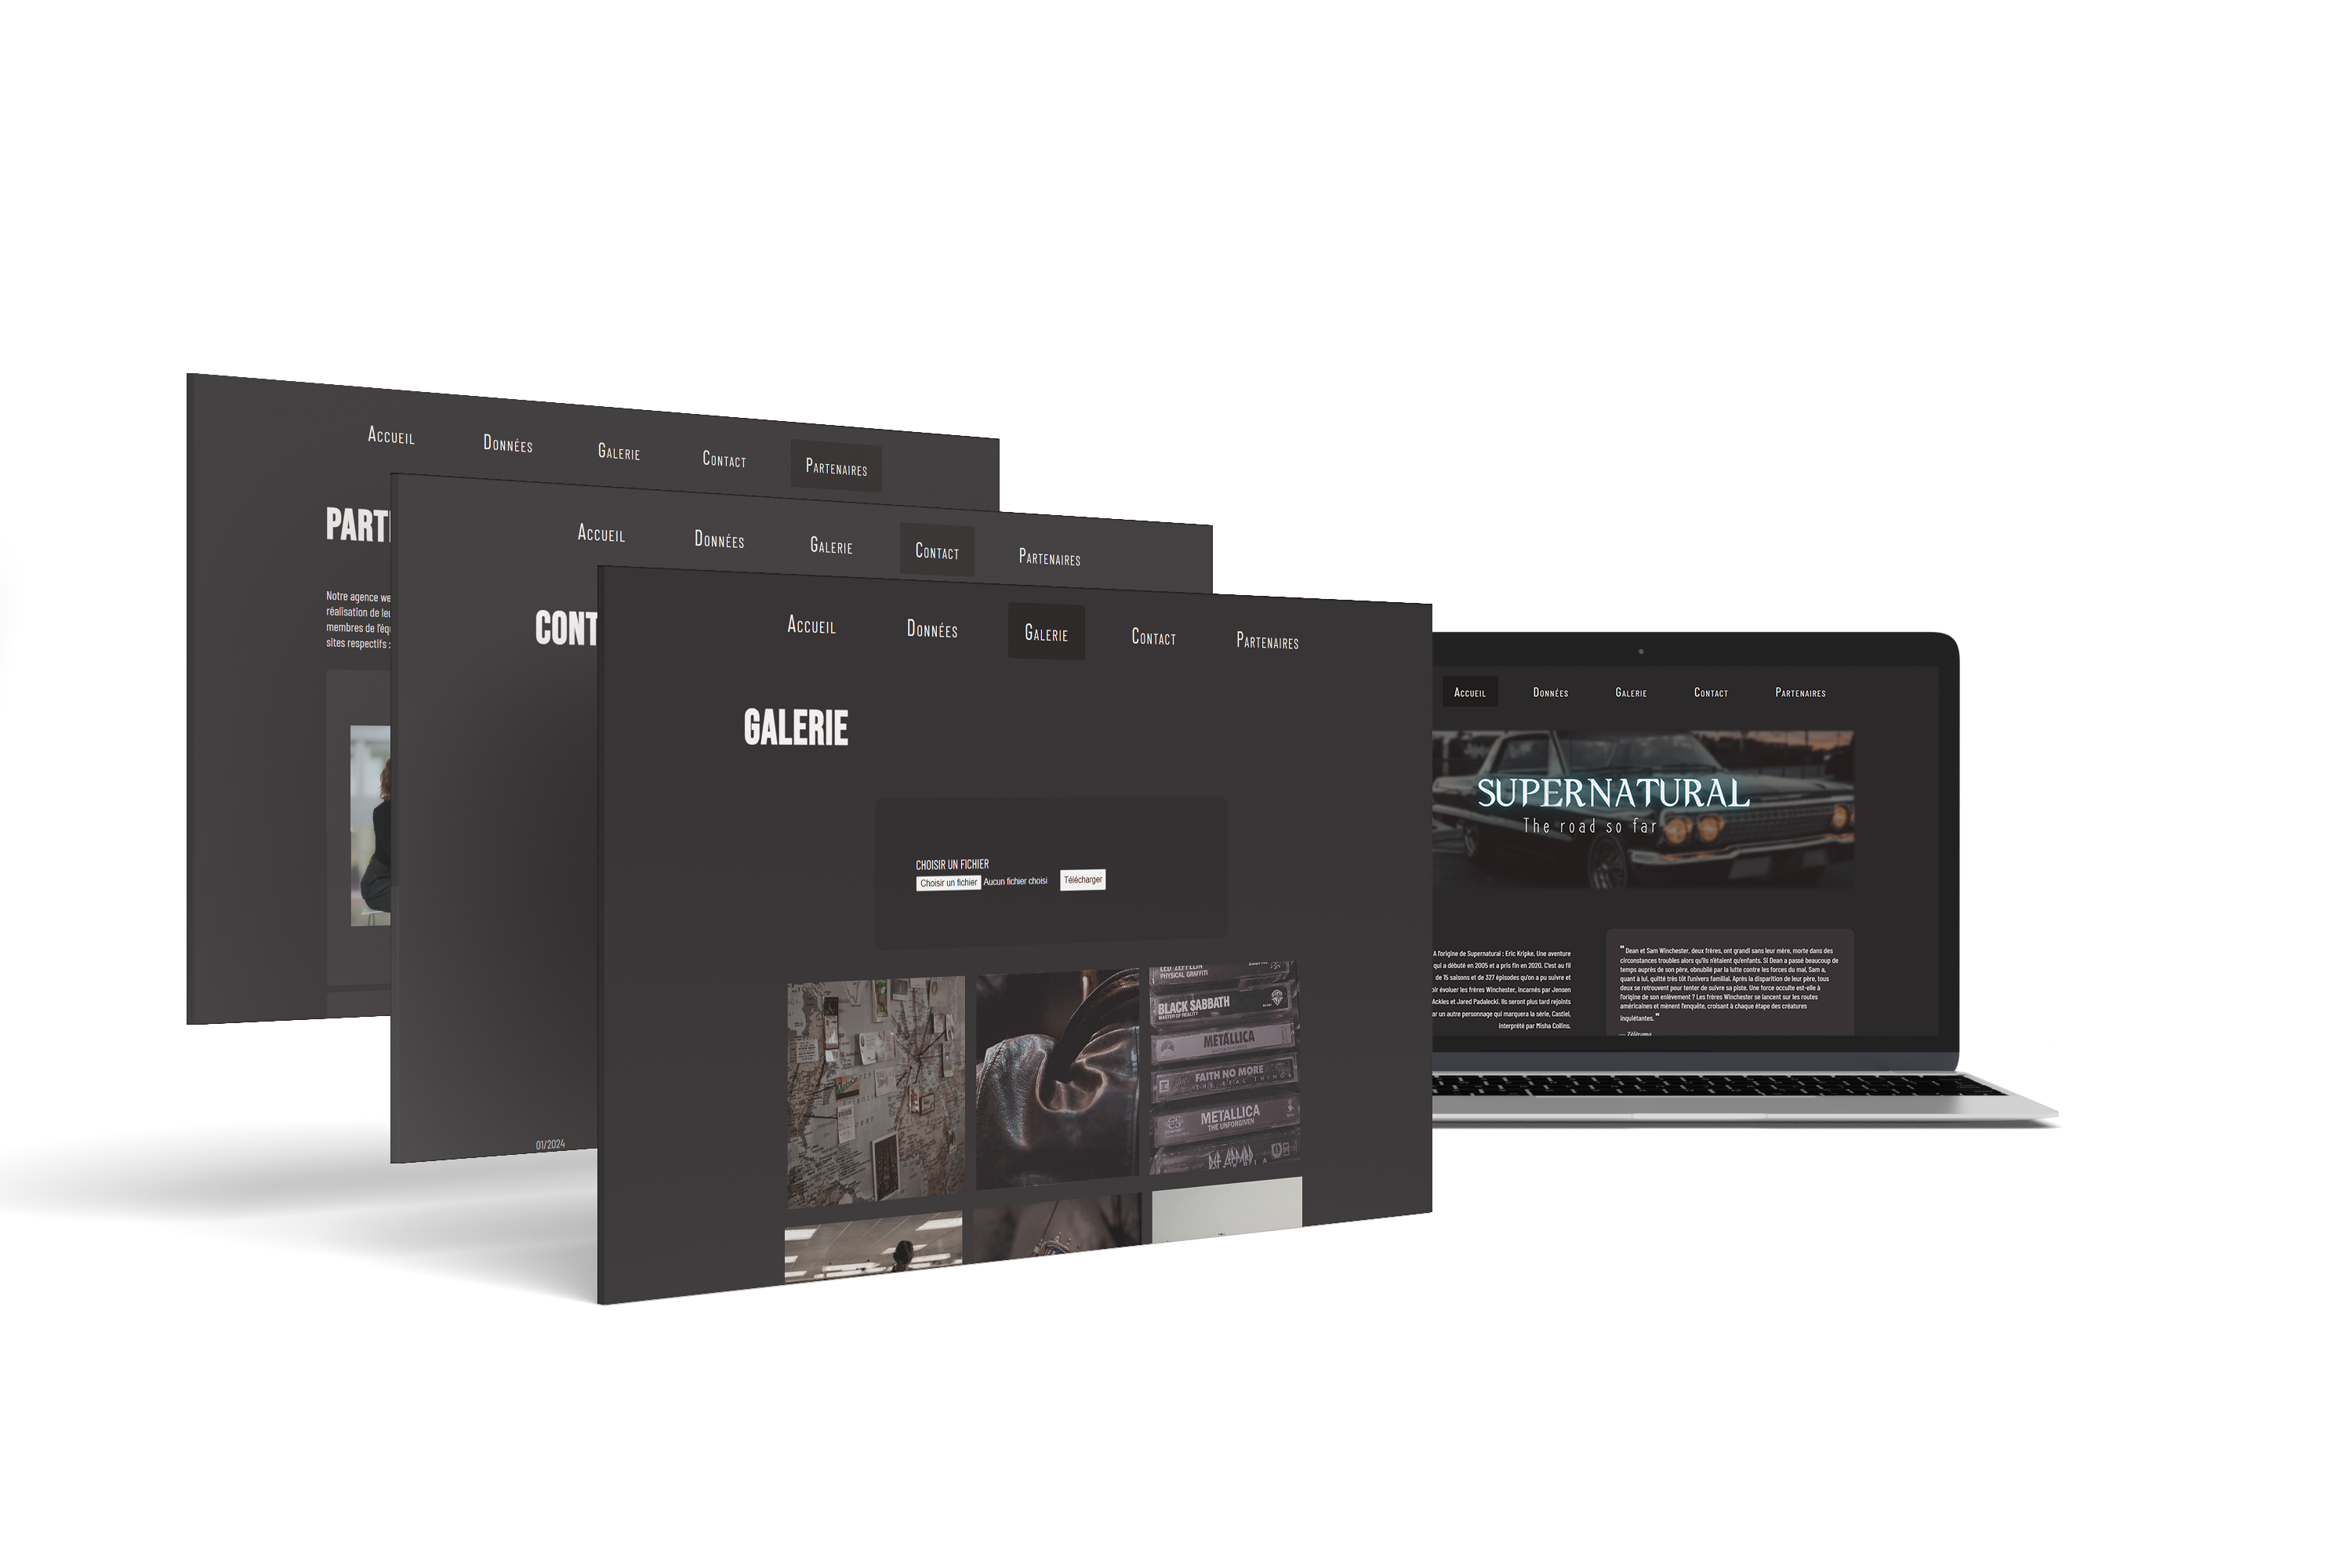 Accueil Données Galerie Contact Partenaires
PART
Notre agence we
réalisation de leu
membres de l'équ
sites respectifs :
Accueil Données Galerie Contact Partenaires
CONT
01/2024
Accueil Données Galerie Contact Partenaires
GALERIE
CHOISIR UN FICHIER
Choisir un fichier Aucun fichier choisi Télécharger
LED ZEPPELIN
PHYSICAL GRAFFITI
BLACK SABBATH
MASTER OF REALITY
METALLICA
FAITH NO MORE
THE REAL THING
METALLICA
THE UNFORGIVEN
DEF LEPPARD
Accueil Données Galerie Contact Partenaires
SUPERNATURAL
The road so far
A l'origine de Supernatural : Eric Kripke. Une aventure
qui a débuté en 2005 et a pris fin en 2020. C'est au fil
de 15 saisons et de 327 épisodes qu'on a pu suivre et
oir évoluer les frères Winchester, incarnés par Jensen
Ackles et Jared Padalecki. Ils seront plus tard rejoints
ar un autre personnage qui marquera la série, Castiel,
interprété par Misha Collins.
" Dean et Sam Winchester, deux frères, ont grandi sans leur mère, morte dans des
circonstances troubles alors qu'ils n'étaient qu'enfants. Si Dean a passé beaucoup de
temps auprès de son père, obnubilé par la lutte contre les forces du mal, Sam a,
quant à lui, quitté très tôt l'univers familial. Après la disparition de leur père, tous
deux se retrouvent pour tenter de suivre sa piste. Une force occulte est-elle à
l'origine de son enlèvement ? Les frères Winchester se lancent sur les routes
américaines et mènent l'enquête, croisant à chaque étape des créatures
inquiétantes. "
— Télérama